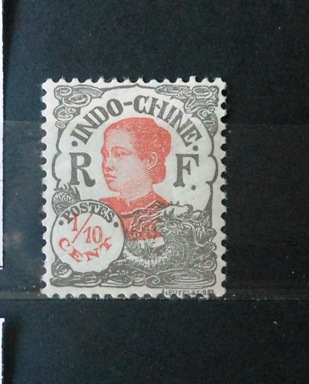 ·INDO-CHINE·
R F.
·POSTES·
1/10
CENT